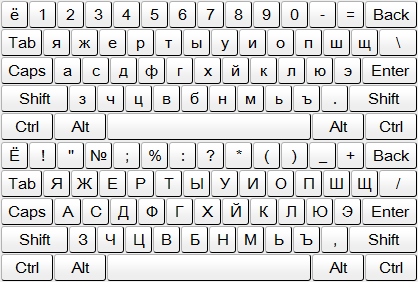 ё 1 2 3 4 5 6 7 8 9 0 - = Back
Tab я ж е р т ы у и о п ш щ \
Caps а с д ф г х й к л ю э Enter
Shift з ч ц в б н м ь ъ . Shift
Ctrl Alt Alt Ctrl
Ё ! " № ; % : ? * ( ) _ + Back
Tab Я Ж Е Р Т Ы У И О П Ш Щ /
Caps А С Д Ф Г Х Й К Л Ю Э Enter
Shift З Ч Ц В Б Н М Ь Ъ , Shift
Ctrl Alt Alt Ctrl